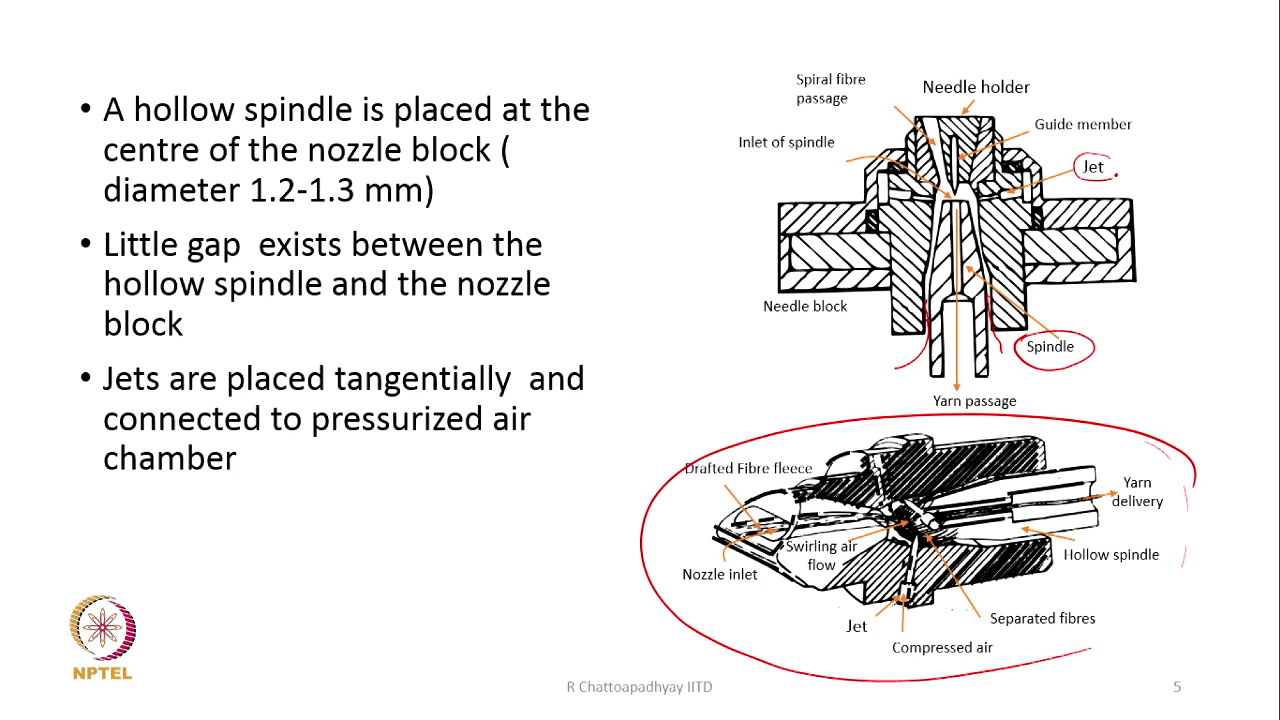 • A hollow spindle is placed at the
centre of the nozzle block (
diameter 1.2-1.3 mm)
• Little gap exists between the
hollow spindle and the nozzle
block
• Jets are placed tangentially and
connected to pressurized air
chamber
Spiral fibre
passage
Needle holder
Guide member
Inlet of spindle
Jet
Needle block
Spindle
Yarn passage
Drafted Fibre fleece
Yarn
delivery
Swirling air
flow
Hollow spindle
Nozzle inlet
Separated fibres
Jet
Compressed air
NPTEL
R Chattoapadhyay IITD
5